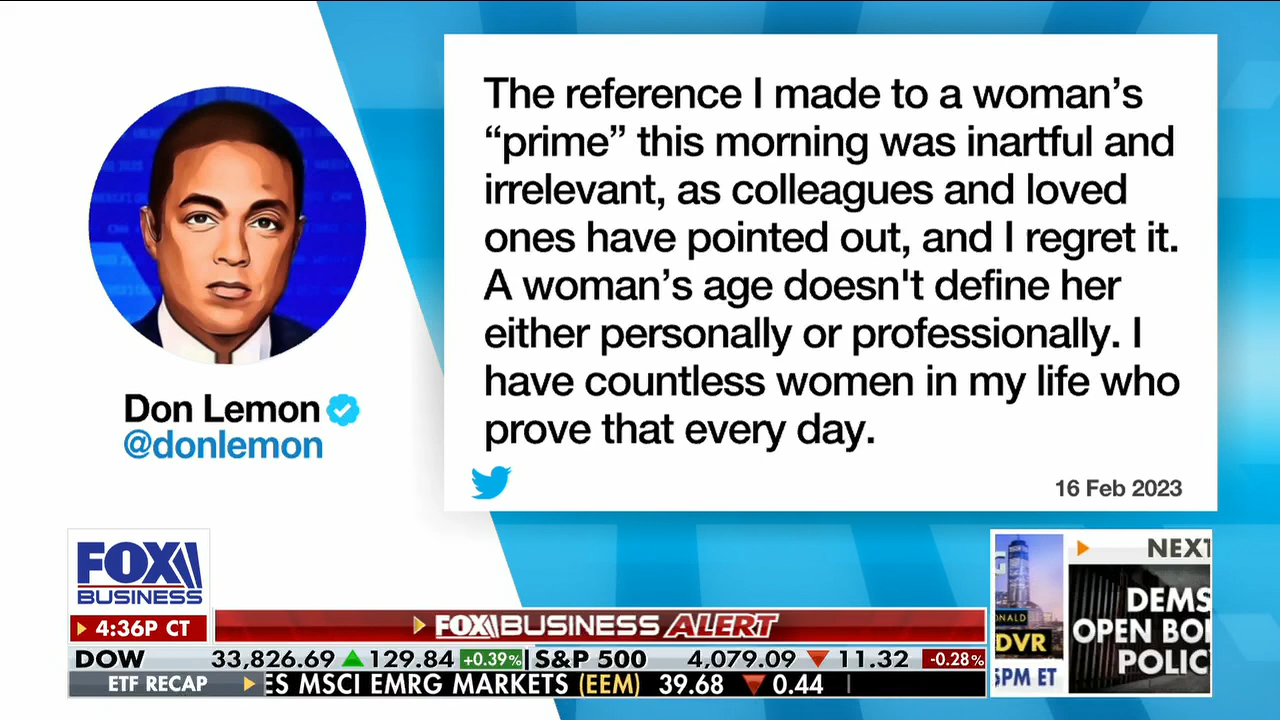 The reference I made to a woman’s
“prime” this morning was inartful and
irrelevant, as colleagues and loved
ones have pointed out, and I regret it.
A woman’s age doesn't define her
either personally or professionally. I
have countless women in my life who
prove that every day.
16 Feb 2023
Don Lemon
@donlemon
FOX
BUSINESS
4:36P CT
FOX BUSINESS ALERT
DOW 33,826.69 129.84 +0.39% S&P 500 4,079.09 11.32 -0.28%
ETF RECAP ES MSCI EMRG MARKETS (EEM) 39.68 0.44
DVR
PM ET
NEXT
DEMS
OPEN BO
POLIC